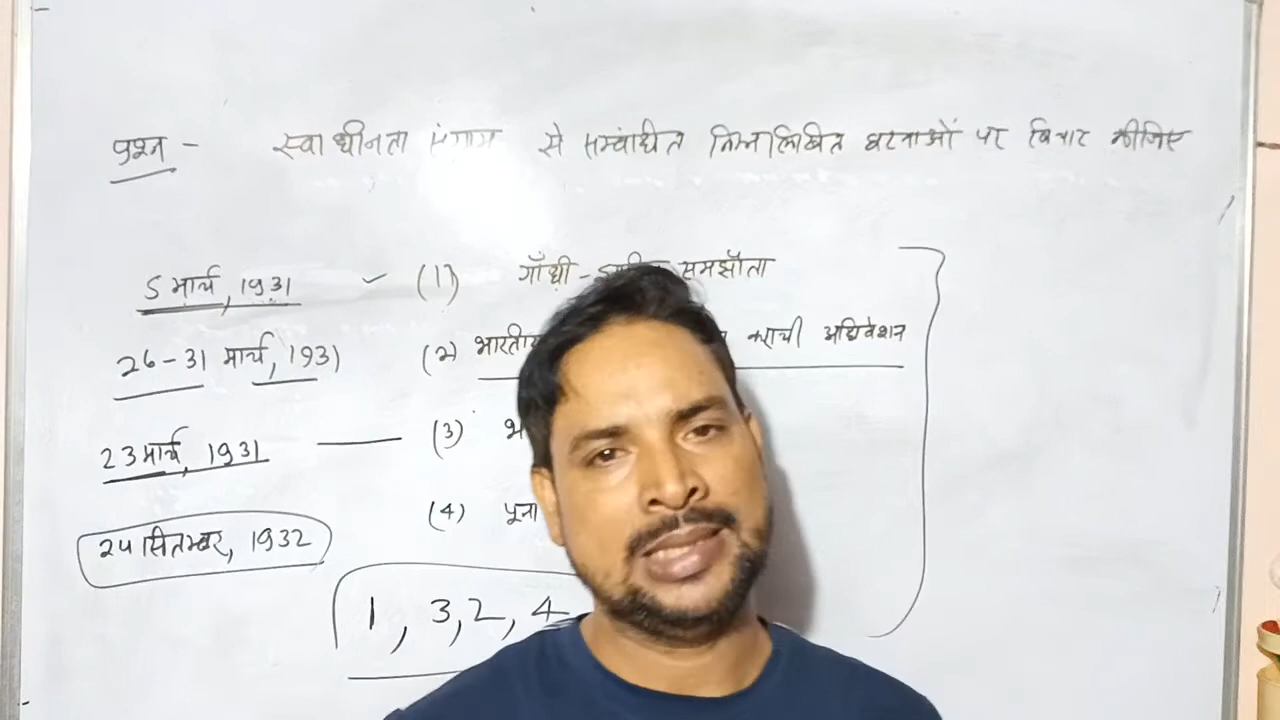 प्रश्न - स्वाधीनता संग्राम से सम्बंधित निम्नलिखित घटनाओं पर विचार कीजिए
5 मार्च, 1931 ✓ (1) गाँधी - समझौता
26-31 मार्च, 1931 (2) भारतीय कराची अधिवेशन
23 मार्च, 1931 — (3) भ
24 सितम्बर, 1932 (4) पूना
1, 3, 2, 4